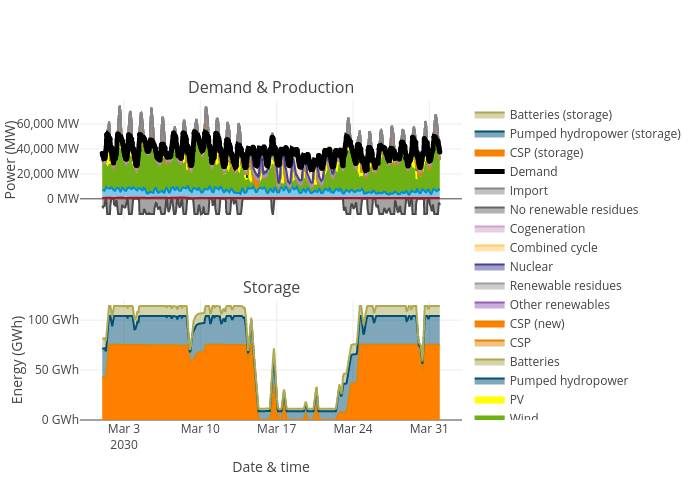 Demand & Production
Power (MW)
60,000 MW
40,000 MW
20,000 MW
0 MW
Storage
Energy (GWh)
100 GWh
50 GWh
0 GWh
Mar 3
2030
Mar 10
Mar 17
Mar 24
Mar 31
Date & time
Batteries (storage)
Pumped hydropower (storage)
CSP (storage)
Demand
Import
No renewable residues
Cogeneration
Combined cycle
Nuclear
Renewable residues
Other renewables
CSP (new)
CSP
Batteries
Pumped hydropower
PV
Wind